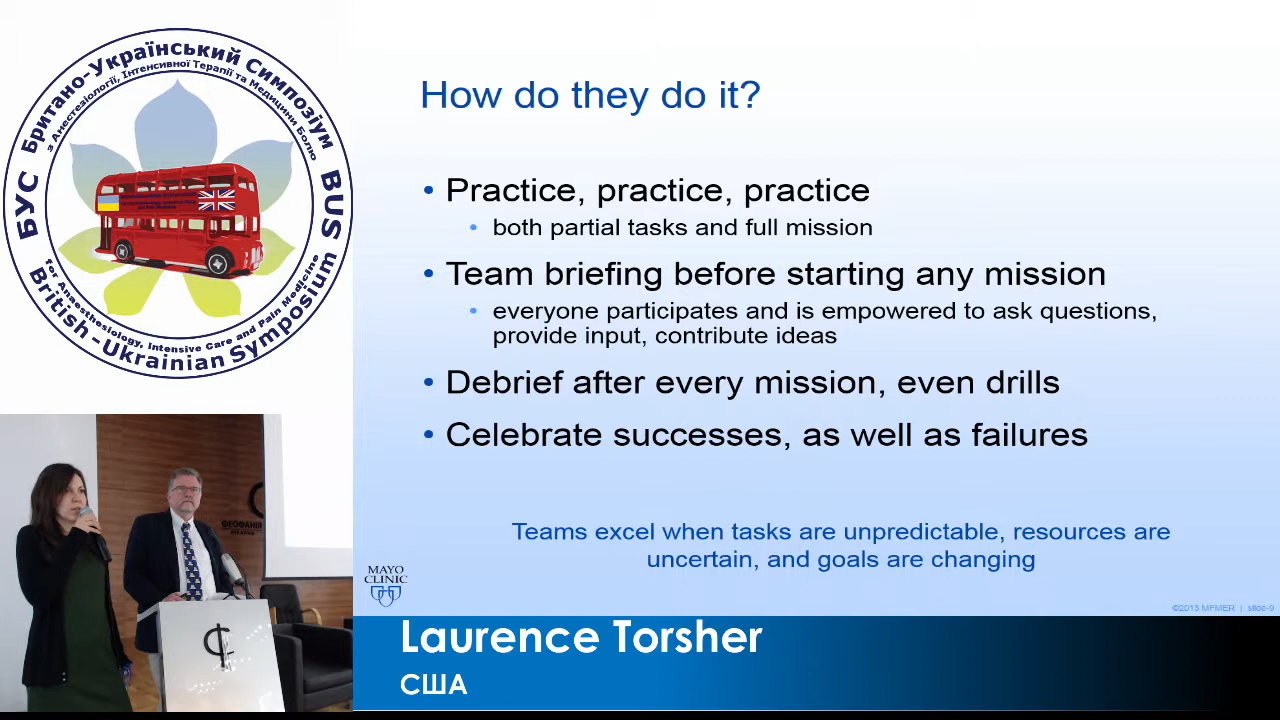 Британо-Український Симпозіум
з Анестезіології, Інтенсивної Терапії та Медицини Болю
БУС
BUS
for Anaesthesiology, Intensive Care and Pain Medicine
British -Ukrainian Symposium
How do they do it?
• Practice, practice, practice
• both partial tasks and full mission
• Team briefing before starting any mission
• everyone participates and is empowered to ask questions,
provide input, contribute ideas
• Debrief after every mission, even drills
• Celebrate successes, as well as failures
Teams excel when tasks are unpredictable, resources are
uncertain, and goals are changing
MAYO
CLINIC
©2013 MFMER | slide-9
ФЕОФАНІЯ
Laurence Torsher
США